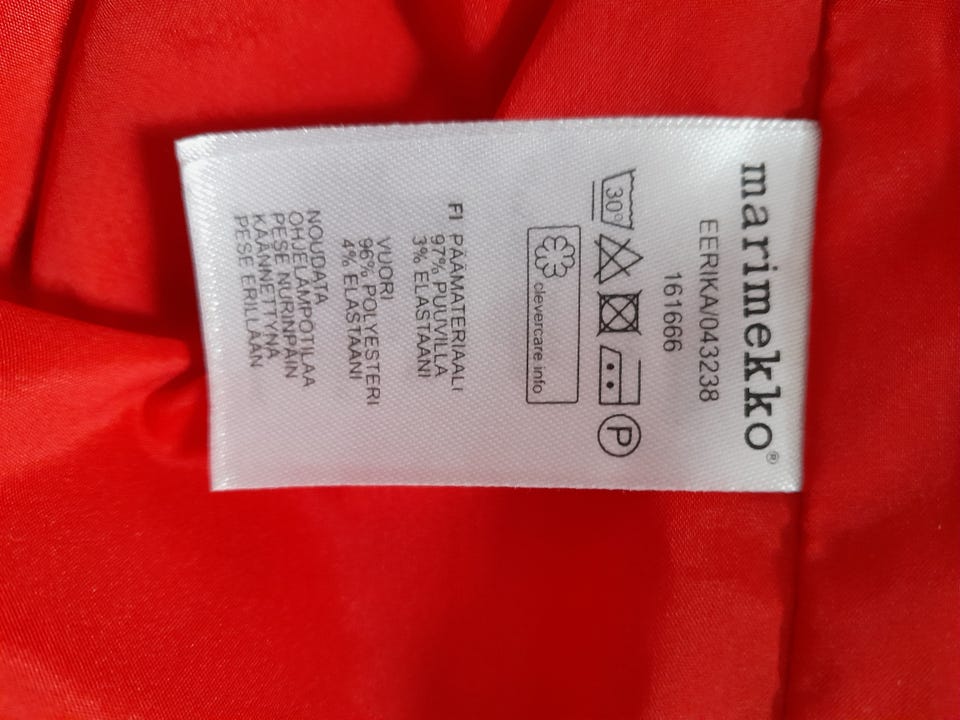 marimekko®
EERIKA/043238
161666
30°
P
clevercare.info
FI PÄÄMATERIAALI
97% PUUVILLA
3% ELASTAANI
VUORI
96% POLYESTERI
4% ELASTAANI
NOUDATA
OHJELÄMPÖTILAA
PESE NURINPÄIN
KÄÄNNETTYNÄ
PESE ERILLÄÄN